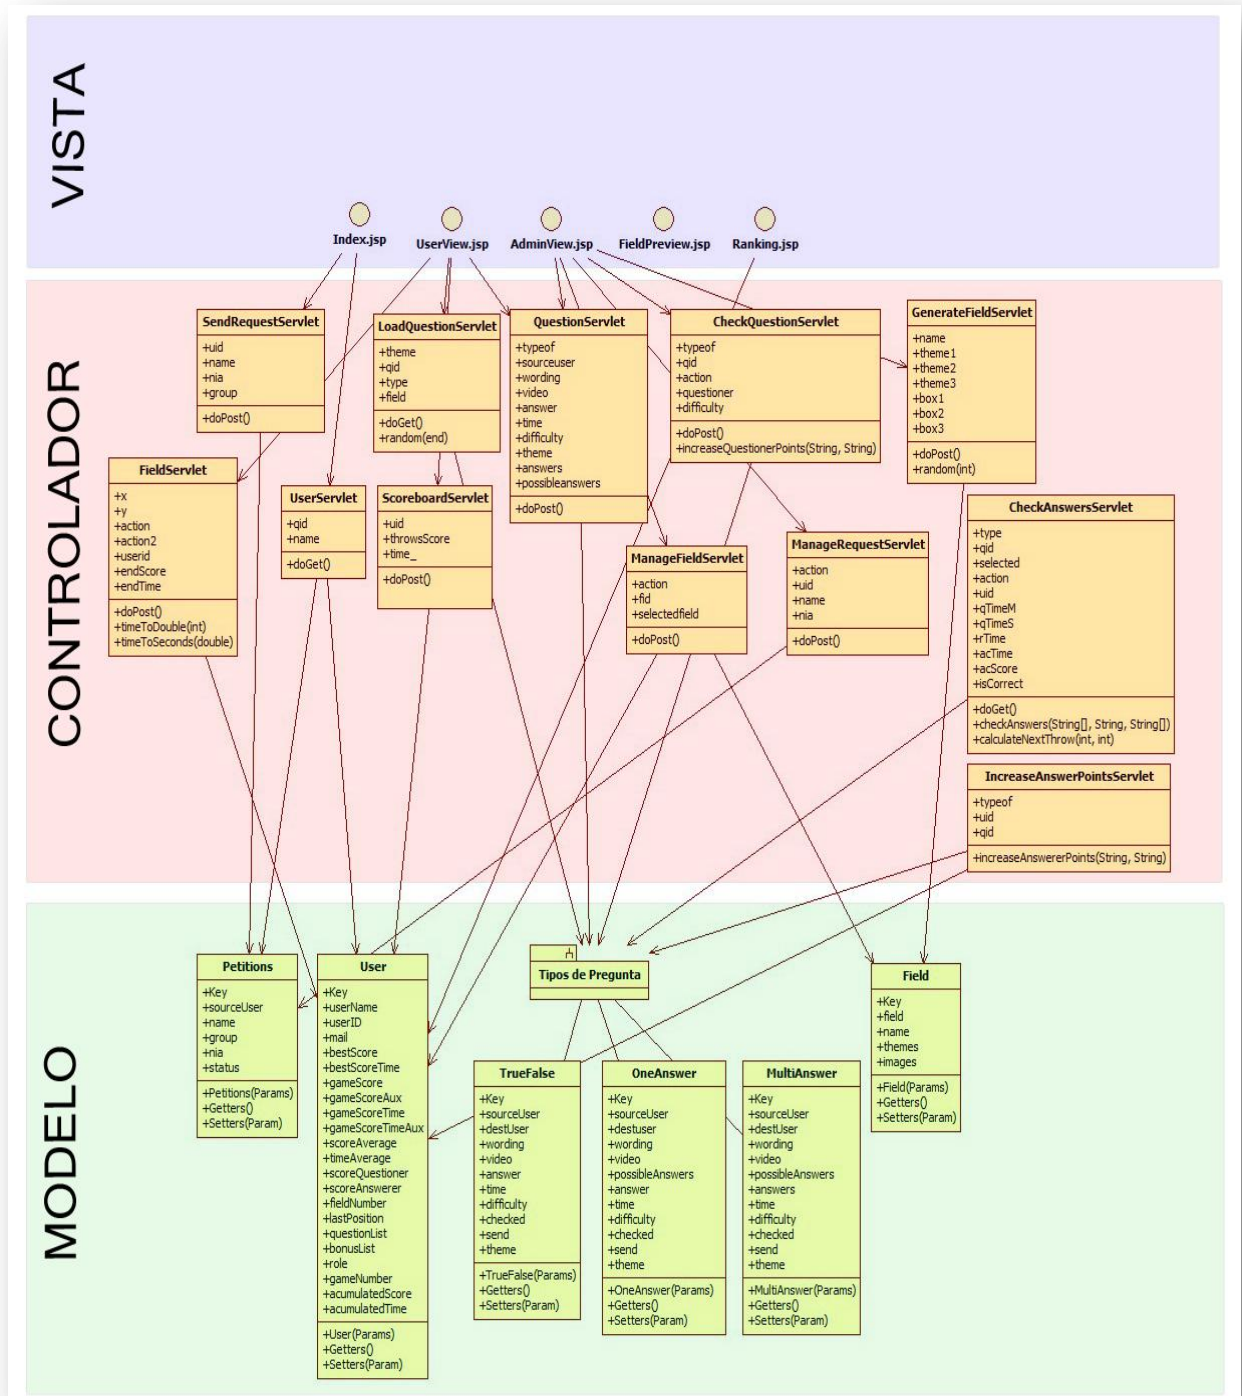 VISTA
Index.jsp
UserView.jsp
AdminView.jsp
FieldPreview.jsp
Ranking.jsp
CONTROLADOR
SendRequestServlet
+uid
+name
+nia
+group
+doPost()
LoadQuestionServlet
+theme
+qid
+type
+field
+doGet()
+random(end)
QuestionServlet
+typeof
+sourceuser
+wording
+video
+answer
+time
+difficulty
+theme
+answers
+possibleanswers
+doPost()
CheckQuestionServlet
+typeof
+qid
+action
+questioner
+difficulty
+doPost()
+increaseQuestionerPoints(String, String)
GenerateFieldServlet
+name
+theme1
+theme2
+theme3
+box1
+box2
+box3
+doPost()
+random(int)
FieldServlet
+x
+y
+action
+action2
+userid
+endScore
+endTime
+doPost()
+timeToDouble(int)
+timeToSeconds(double)
UserServlet
+qid
+name
+doGet()
ScoreboardServlet
+uid
+throwsScore
+time_
+doPost()
ManageFieldServlet
+action
+fid
+selectedfield
+doPost()
ManageRequestServlet
+action
+uid
+name
+nia
+doPost()
CheckAnswersServlet
+type
+qid
+selected
+action
+uid
+qTimeM
+qTimeS
+rTime
+acTime
+acScore
+isCorrect
+doGet()
+checkAnswers(String[], String, String[])
+calculateNextThrow(int, int)
IncreaseAnswerPointsServlet
+typeof
+uid
+qid
+increaseAnswererPoints(String, String)
MODELO
Petitions
+Key
+sourceUser
+name
+group
+nia
+status
+Petitions(Params)
+Getters()
+Setters(Param)
User
+Key
+userName
+userID
+mail
+bestScore
+bestScoreTime
+gameScore
+gameScoreAux
+gameScoreTime
+gameScoreTimeAux
+scoreAverage
+timeAverage
+scoreQuestioner
+scoreAnswerer
+fieldNumber
+lastPosition
+questionList
+bonusList
+role
+gameNumber
+acumulatedScore
+acumulatedTime
+User(Params)
+Getters()
+Setters(Param)
Tipos de Pregunta
TrueFalse
+Key
+sourceUser
+destUser
+wording
+video
+answer
+time
+difficulty
+checked
+send
+theme
+TrueFalse(Params)
+Getters()
+Setters(Param)
OneAnswer
+Key
+sourceUser
+destuser
+wording
+video
+possibleAnswers
+answer
+time
+difficulty
+checked
+send
+theme
+OneAnswer(Params)
+Getters()
+Setters(Param)
MultiAnswer
+Key
+sourceUser
+destUser
+wording
+video
+possibleAnswers
+answers
+time
+difficulty
+checked
+send
+theme
+MultiAnswer(Params)
+Getters()
+Setters(Param)
Field
+Key
+field
+name
+themes
+images
+Field(Params)
+Getters()
+Setters(Param)